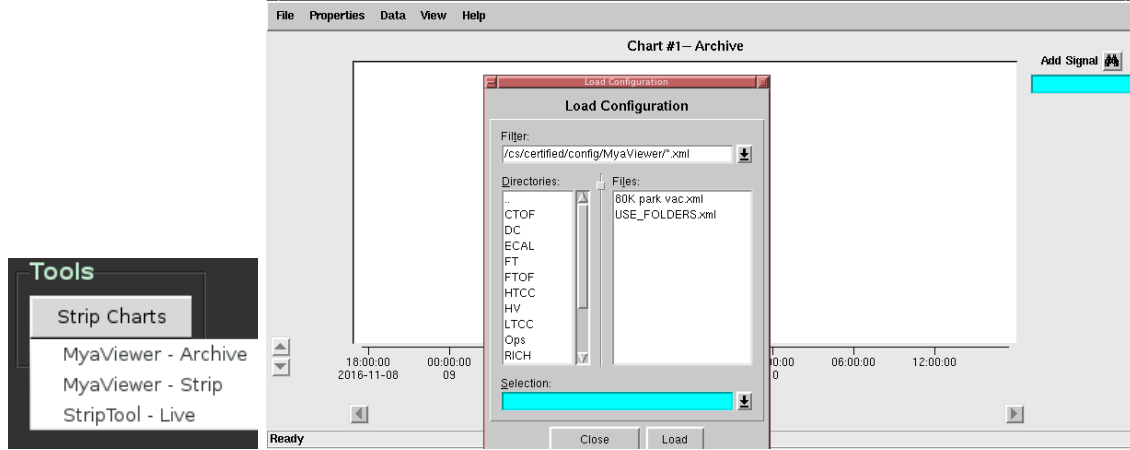 Tools
Strip Charts
MyaViewer - Archive
MyaViewer - Strip
StripTool - Live
File Properties Data View Help
Chart #1– Archive
Add Signal
Load Configuration
Load Configuration
Filter:
/cs/certified/config/MyaViewer/*.xml
Directories:
..
CTOF
DC
ECAL
FT
FTOF
HTCC
HV
LTCC
Ops
RICH
Files:
80K park vac.xml
USE_FOLDERS.xml
Selection:
Close Load
18:00:00 00:00:00 0:00 06:00:00 12:00:00
2016-11-08 09 0
Ready